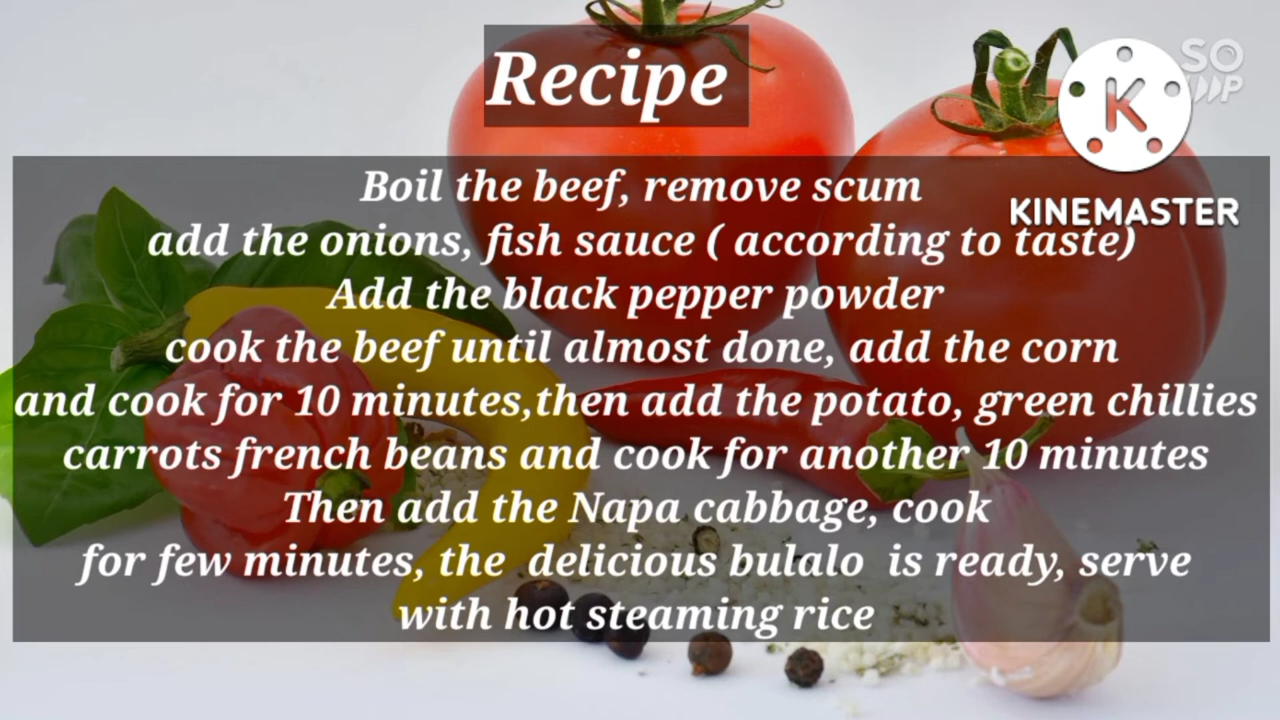 Recipe
SO
P
KINEMASTER
Boil the beef, remove scum
add the onions, fish sauce ( according to taste)
Add the black pepper powder
cook the beef until almost done, add the corn
and cook for 10 minutes,then add the potato, green chillies
carrots french beans and cook for another 10 minutes
Then add the Napa cabbage, cook
for few minutes, the delicious bulalo is ready, serve
with hot steaming rice